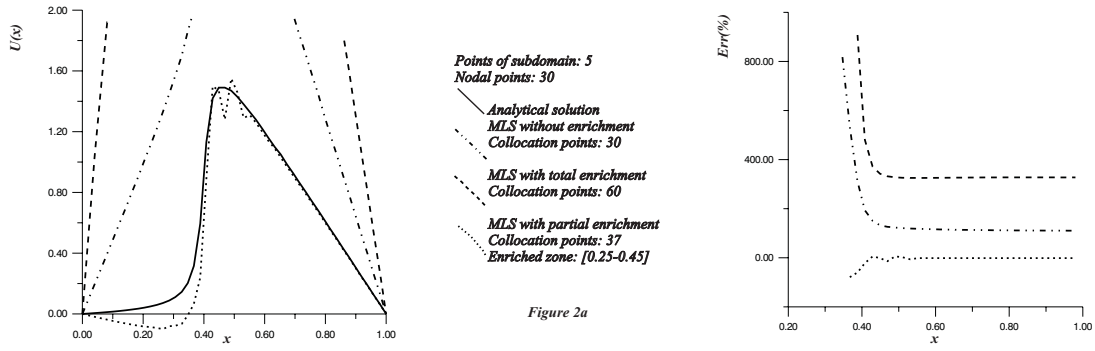 U(x)
2.00
1.60
1.20
0.80
0.40
0.00
0.00
0.20
0.40
0.60
0.80
1.00
x
Points of subdomain: 5
Nodal points: 30
Analytical solution
MLS without enrichment
Collocation points: 30
MLS with total enrichment
Collocation points: 60
MLS with partial enrichment
Collocation points: 37
Enriched zone: [0.25-0.45]
Figure 2a
Err(%)
800.00
400.00
0.00
0.20
0.40
0.60
0.80
1.00
x